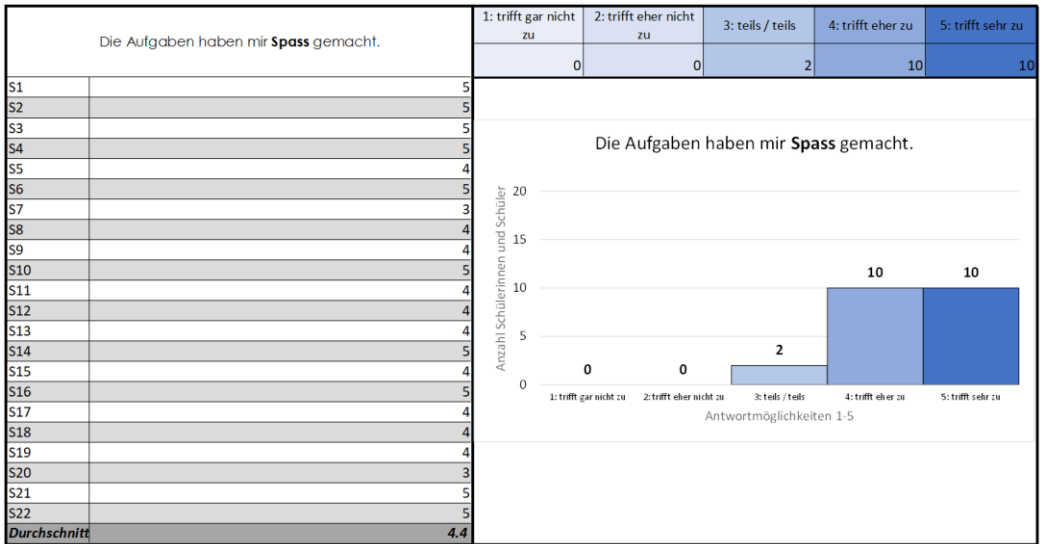 Die Aufgaben haben mir Spass gemacht.
1: trifft gar nicht zu
2: trifft eher nicht zu
3: teils / teils
4: trifft eher zu
5: trifft sehr zu
0 0 2 10 10
S1 5
S2 5
S3 5
S4 5
S5 4
S6 5
S7 3
S8 4
S9 4
S10 5
S11 4
S12 4
S13 4
S14 5
S15 4
S16 5
S17 4
S18 4
S19 4
S20 3
S21 5
S22 5
Durchschnitt 4.4
Die Aufgaben haben mir Spass gemacht.
Anzahl Schülerinnen und Schüler
20
15
10
5
0
0 0 2 10 10
1: trifft gar nicht zu 2: trifft eher nicht zu 3: teils / teils 4: trifft eher zu 5: trifft sehr zu
Antwortmöglichkeiten 1-5